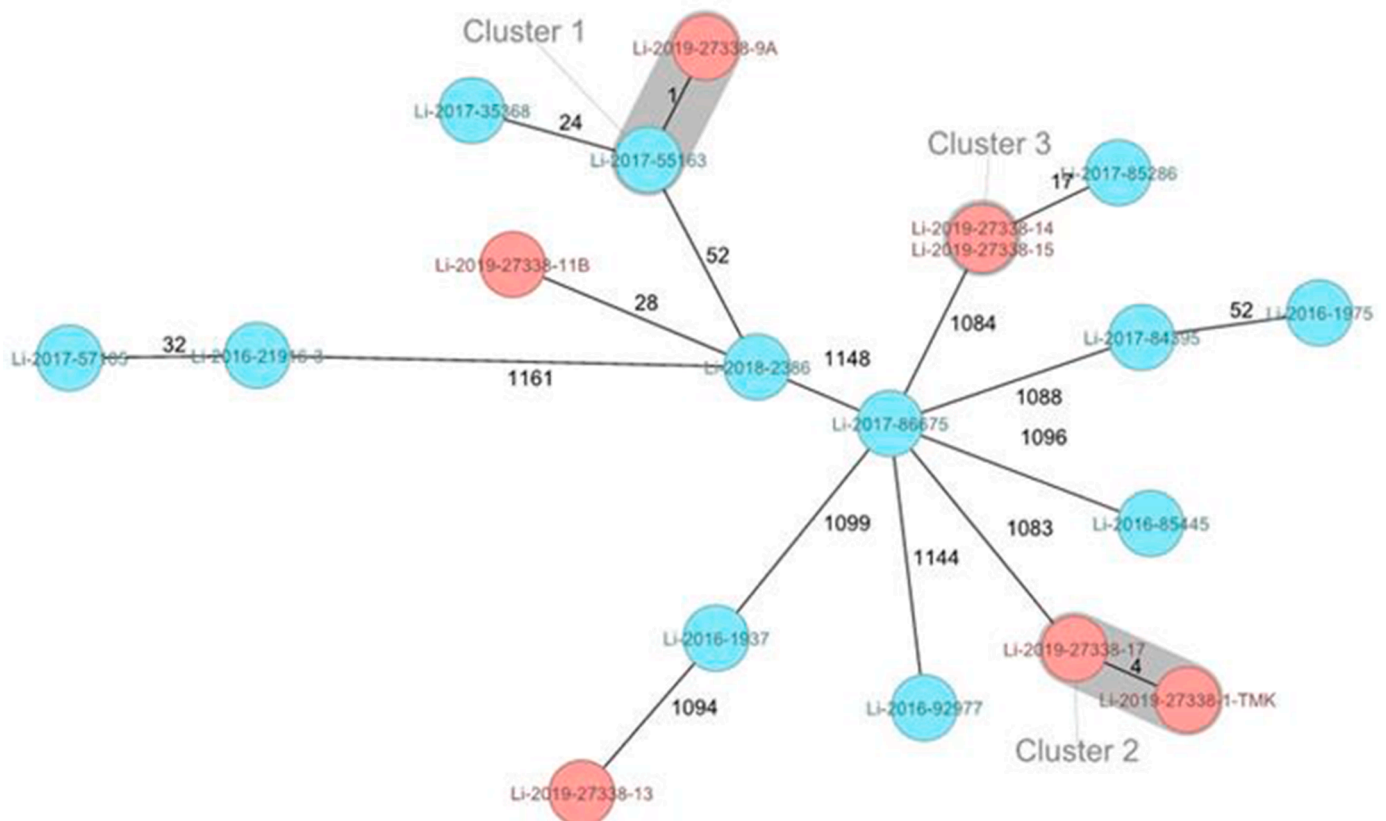 Cluster 1
Li-2019-27338-9A
1
Li-2017-35368
24
Li-2017-55163
Cluster 3
17
Li-2017-85286
Li-2019-27338-14
Li-2019-27338-15
52
Li-2019-27338-11B
28
1084
52
Li-2016-1975
Li-2017-84395
32
Li-2016-21916-3
1161
Li-2018-2386
1148
1088
Li-2017-86675
1096
1099
1144
1083
Li-2016-85445
Li-2016-1937
Li-2019-27338-17
4
Li-2019-27338-1-TMK
1094
Li-2016-92977
Cluster 2
Li-2019-27338-13